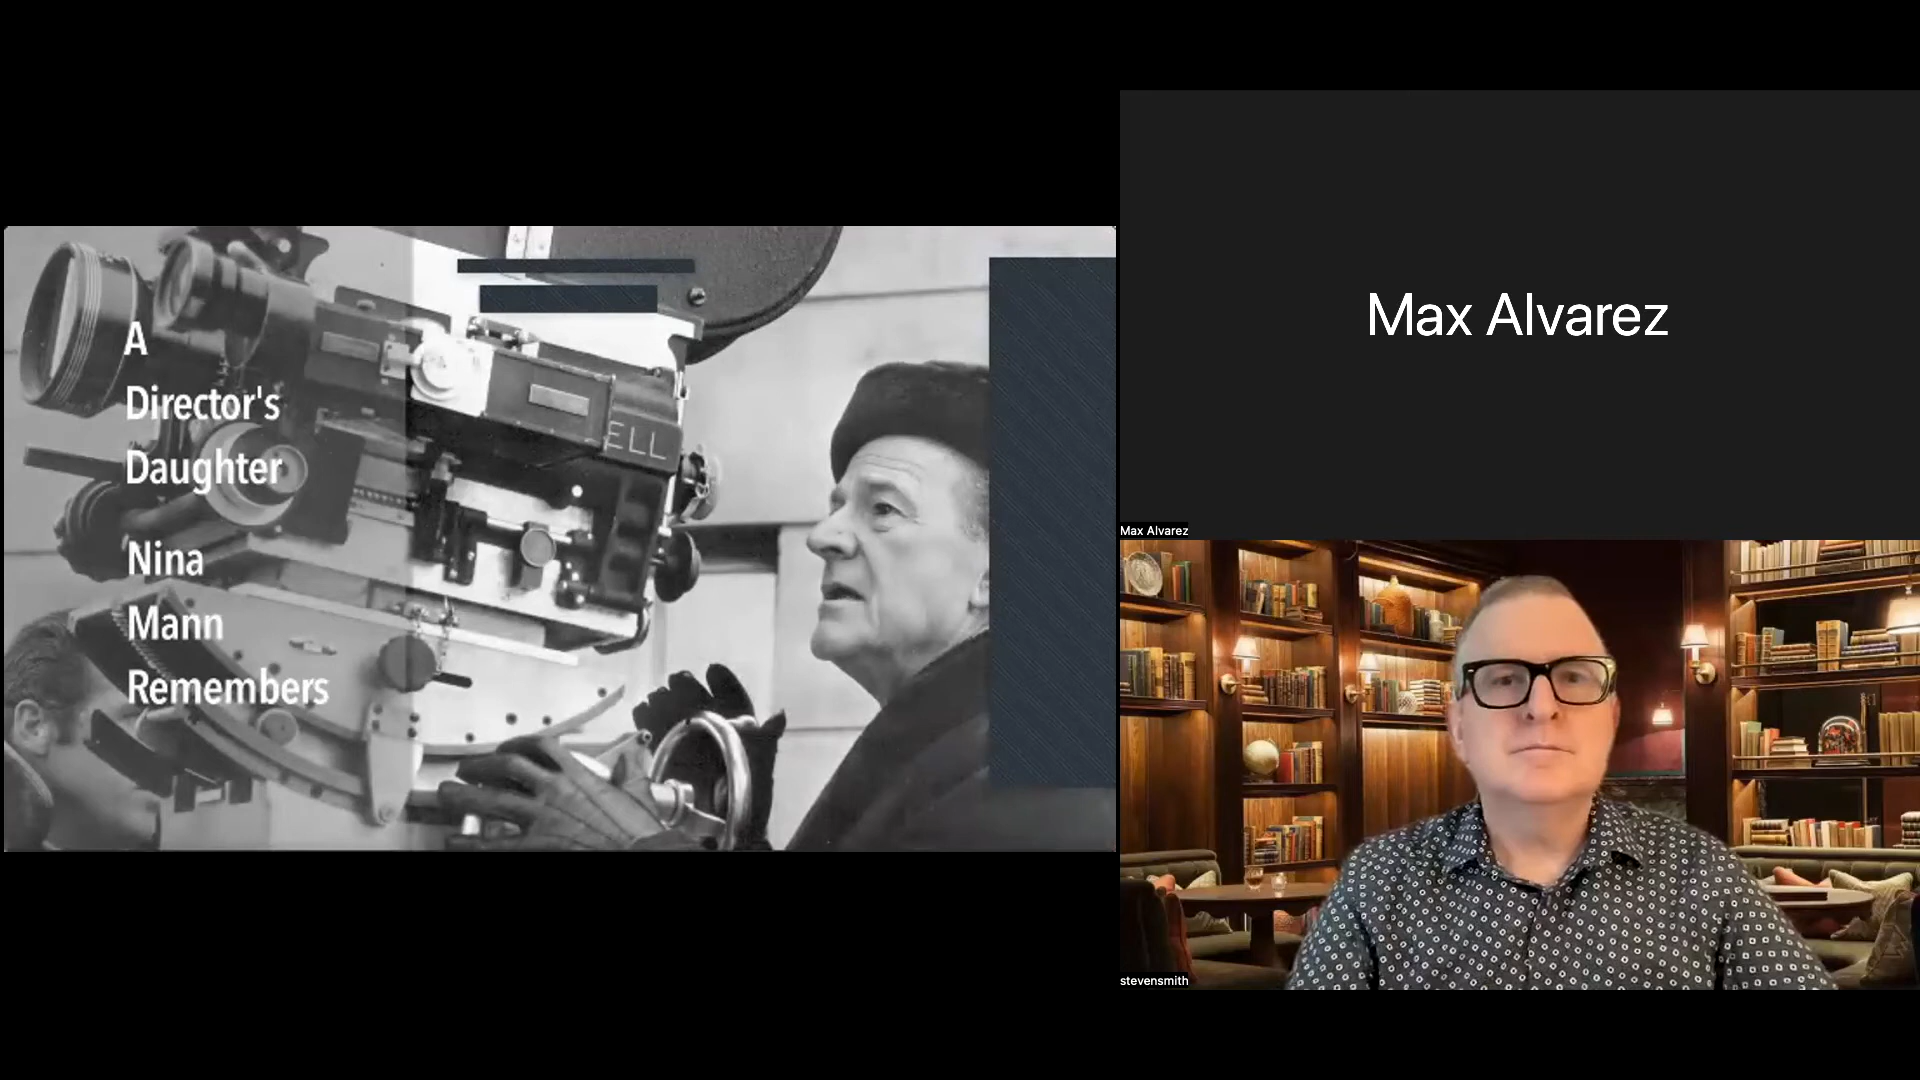 A
Director's
Daughter
Nina
Mann
Remembers
ELL
Max Alvarez
Max Alvarez
stevensmith